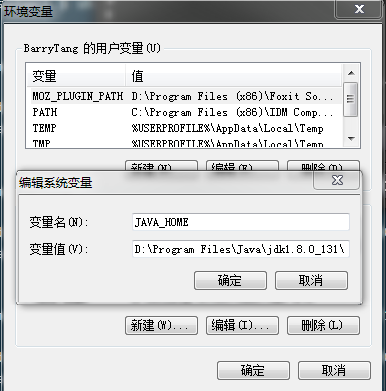 环境变量
BarryTang 的用户变量(U)
变量 值
MOZ_PLUGIN_PATH D:\Program Files (x86)\Foxit So...
PATH C:\Program Files (x86)\IDM Comp...
TEMP %USERPROFILE%\AppData\Local\Temp
TMP %USERPROFILE%\AppData\Local\Temp
新建(N)... 编辑(E)... 删除(D)
编辑系统变量
变量名(N): JAVA_HOME
变量值(V): D:\Program Files\Java\jdk1.8.0_131\
确定 取消
新建(W)... 编辑(I)... 删除(L)
确定 取消